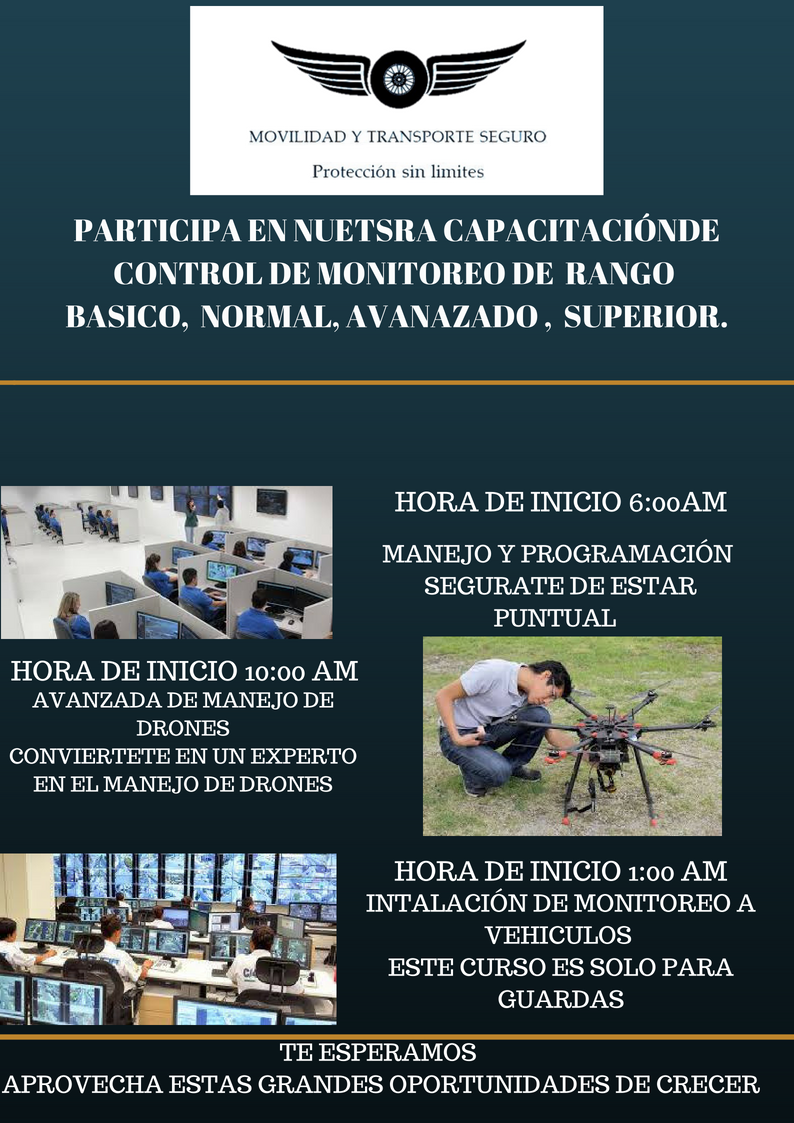 MOVILIDAD Y TRANSPORTE SEGURO
Protección sin limites
PARTICIPA EN NUETSRA CAPACITACIÓNDE
CONTROL DE MONITOREO DE RANGO
BASICO, NORMAL, AVANAZADO , SUPERIOR.
HORA DE INICIO 6:00AM
MANEJO Y PROGRAMACIÓN
SEGURATE DE ESTAR
PUNTUAL
HORA DE INICIO 10:00 AM
AVANZADA DE MANEJO DE
DRONES
CONVIERTETE EN UN EXPERTO
EN EL MANEJO DE DRONES
HORA DE INICIO 1:00 AM
INTALACIÓN DE MONITOREO A
VEHICULOS
ESTE CURSO ES SOLO PARA
GUARDAS
TE ESPERAMOS
APROVECHA ESTAS GRANDES OPORTUNIDADES DE CRECER